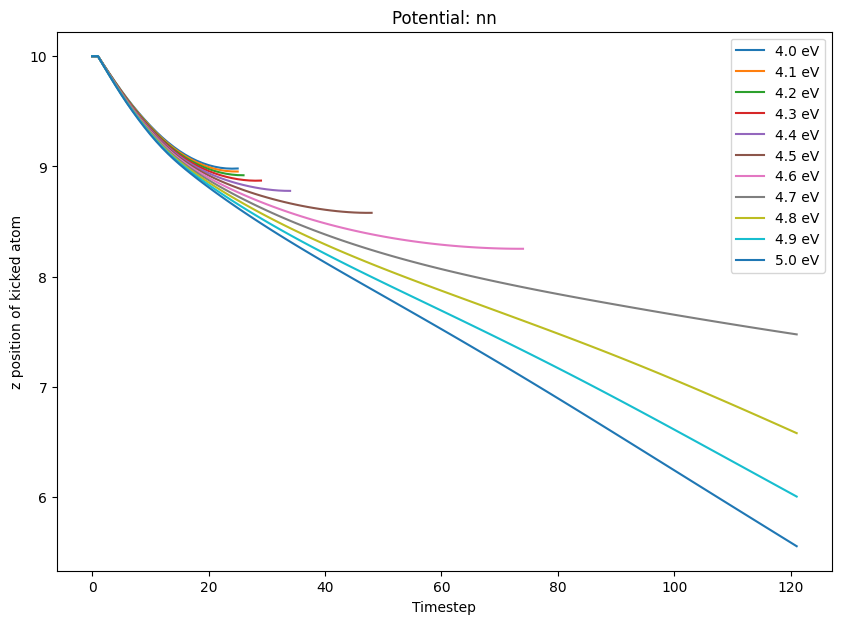 Potential: nn
z position of kicked atom
10
9
8
7
6
0 20 40 60 80 100 120
Timestep
4.0 eV
4.1 eV
4.2 eV
4.3 eV
4.4 eV
4.5 eV
4.6 eV
4.7 eV
4.8 eV
4.9 eV
5.0 eV